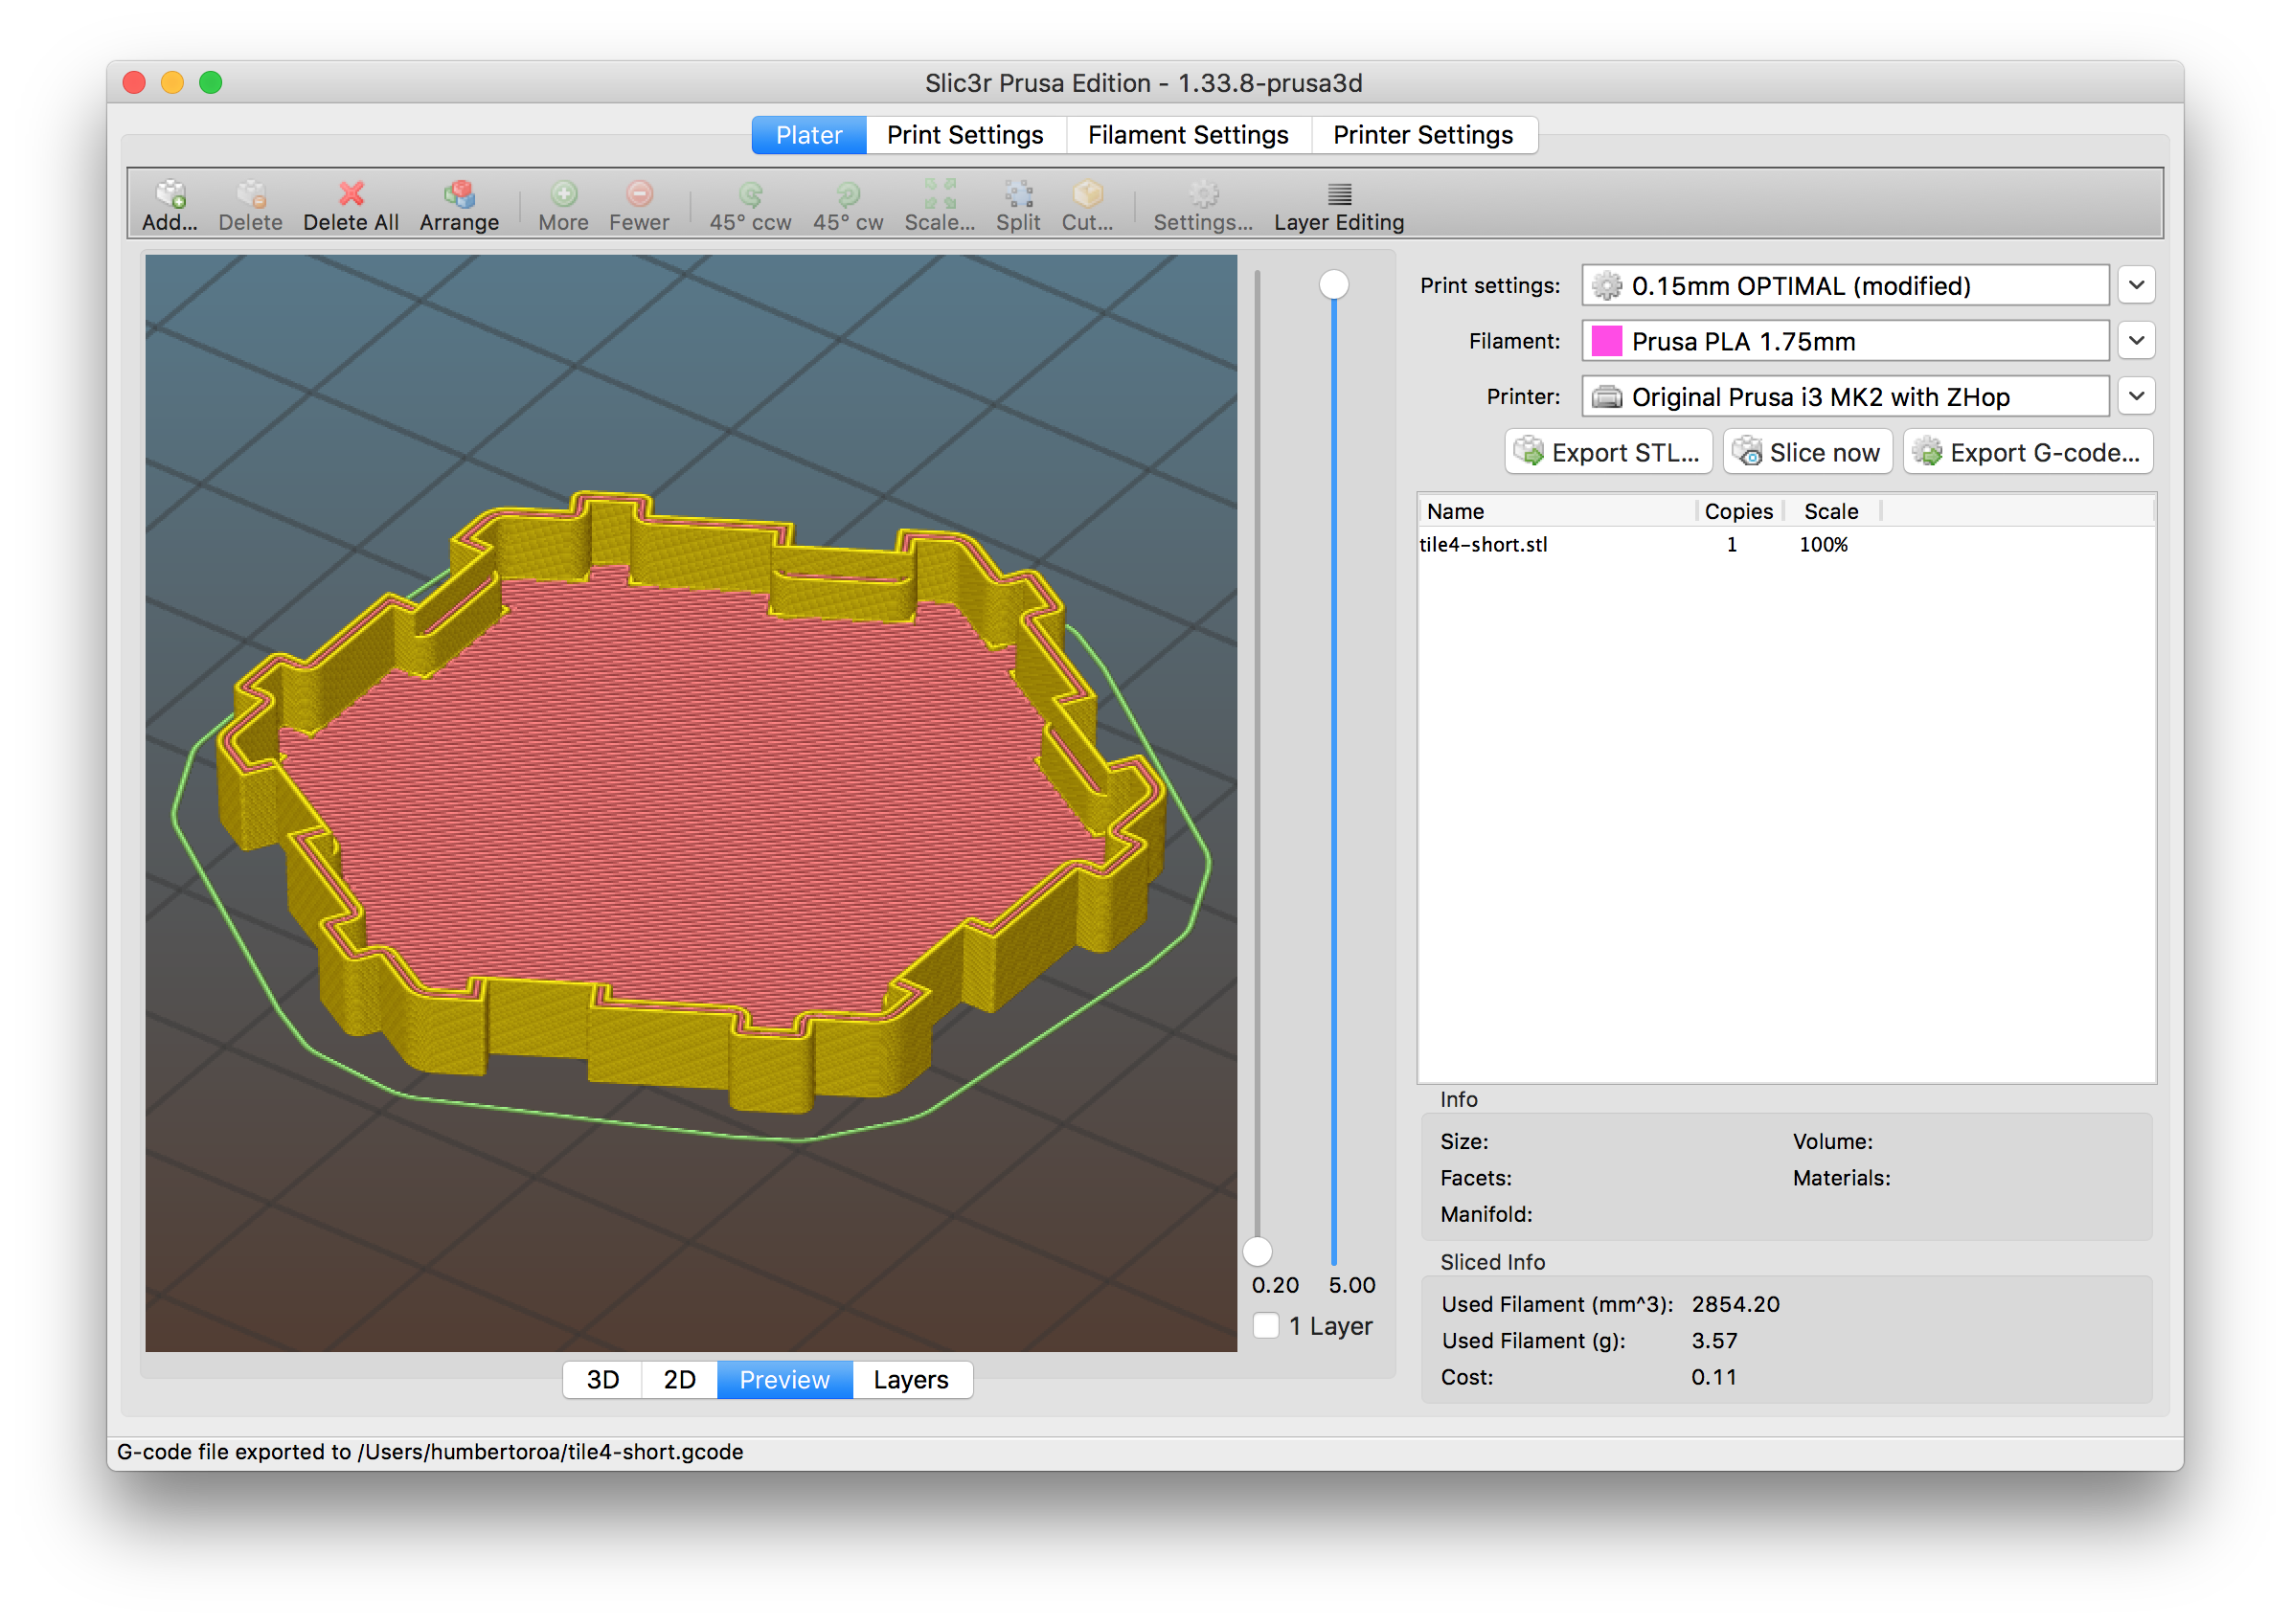 Slic3r Prusa Edition - 1.33.8-prusa3d
Plater Print Settings Filament Settings Printer Settings
Add... Delete Delete All Arrange More Fewer 45° ccw 45° cw Scale... Split Cut... Settings... Layer Editing
Print settings: 0.15mm OPTIMAL (modified)
Filament: Prusa PLA 1.75mm
Printer: Original Prusa i3 MK2 with ZHop
Export STL... Slice now Export G-code...
Name Copies Scale
tile4-short.stl 1 100%
Info
Size: Volume:
Facets: Materials:
Manifold:
Sliced Info
Used Filament (mm^3): 2854.20
Used Filament (g): 3.57
Cost: 0.11
0.20 5.00
1 Layer
3D 2D Preview Layers
G-code file exported to /Users/humbertoroa/tile4-short.gcode